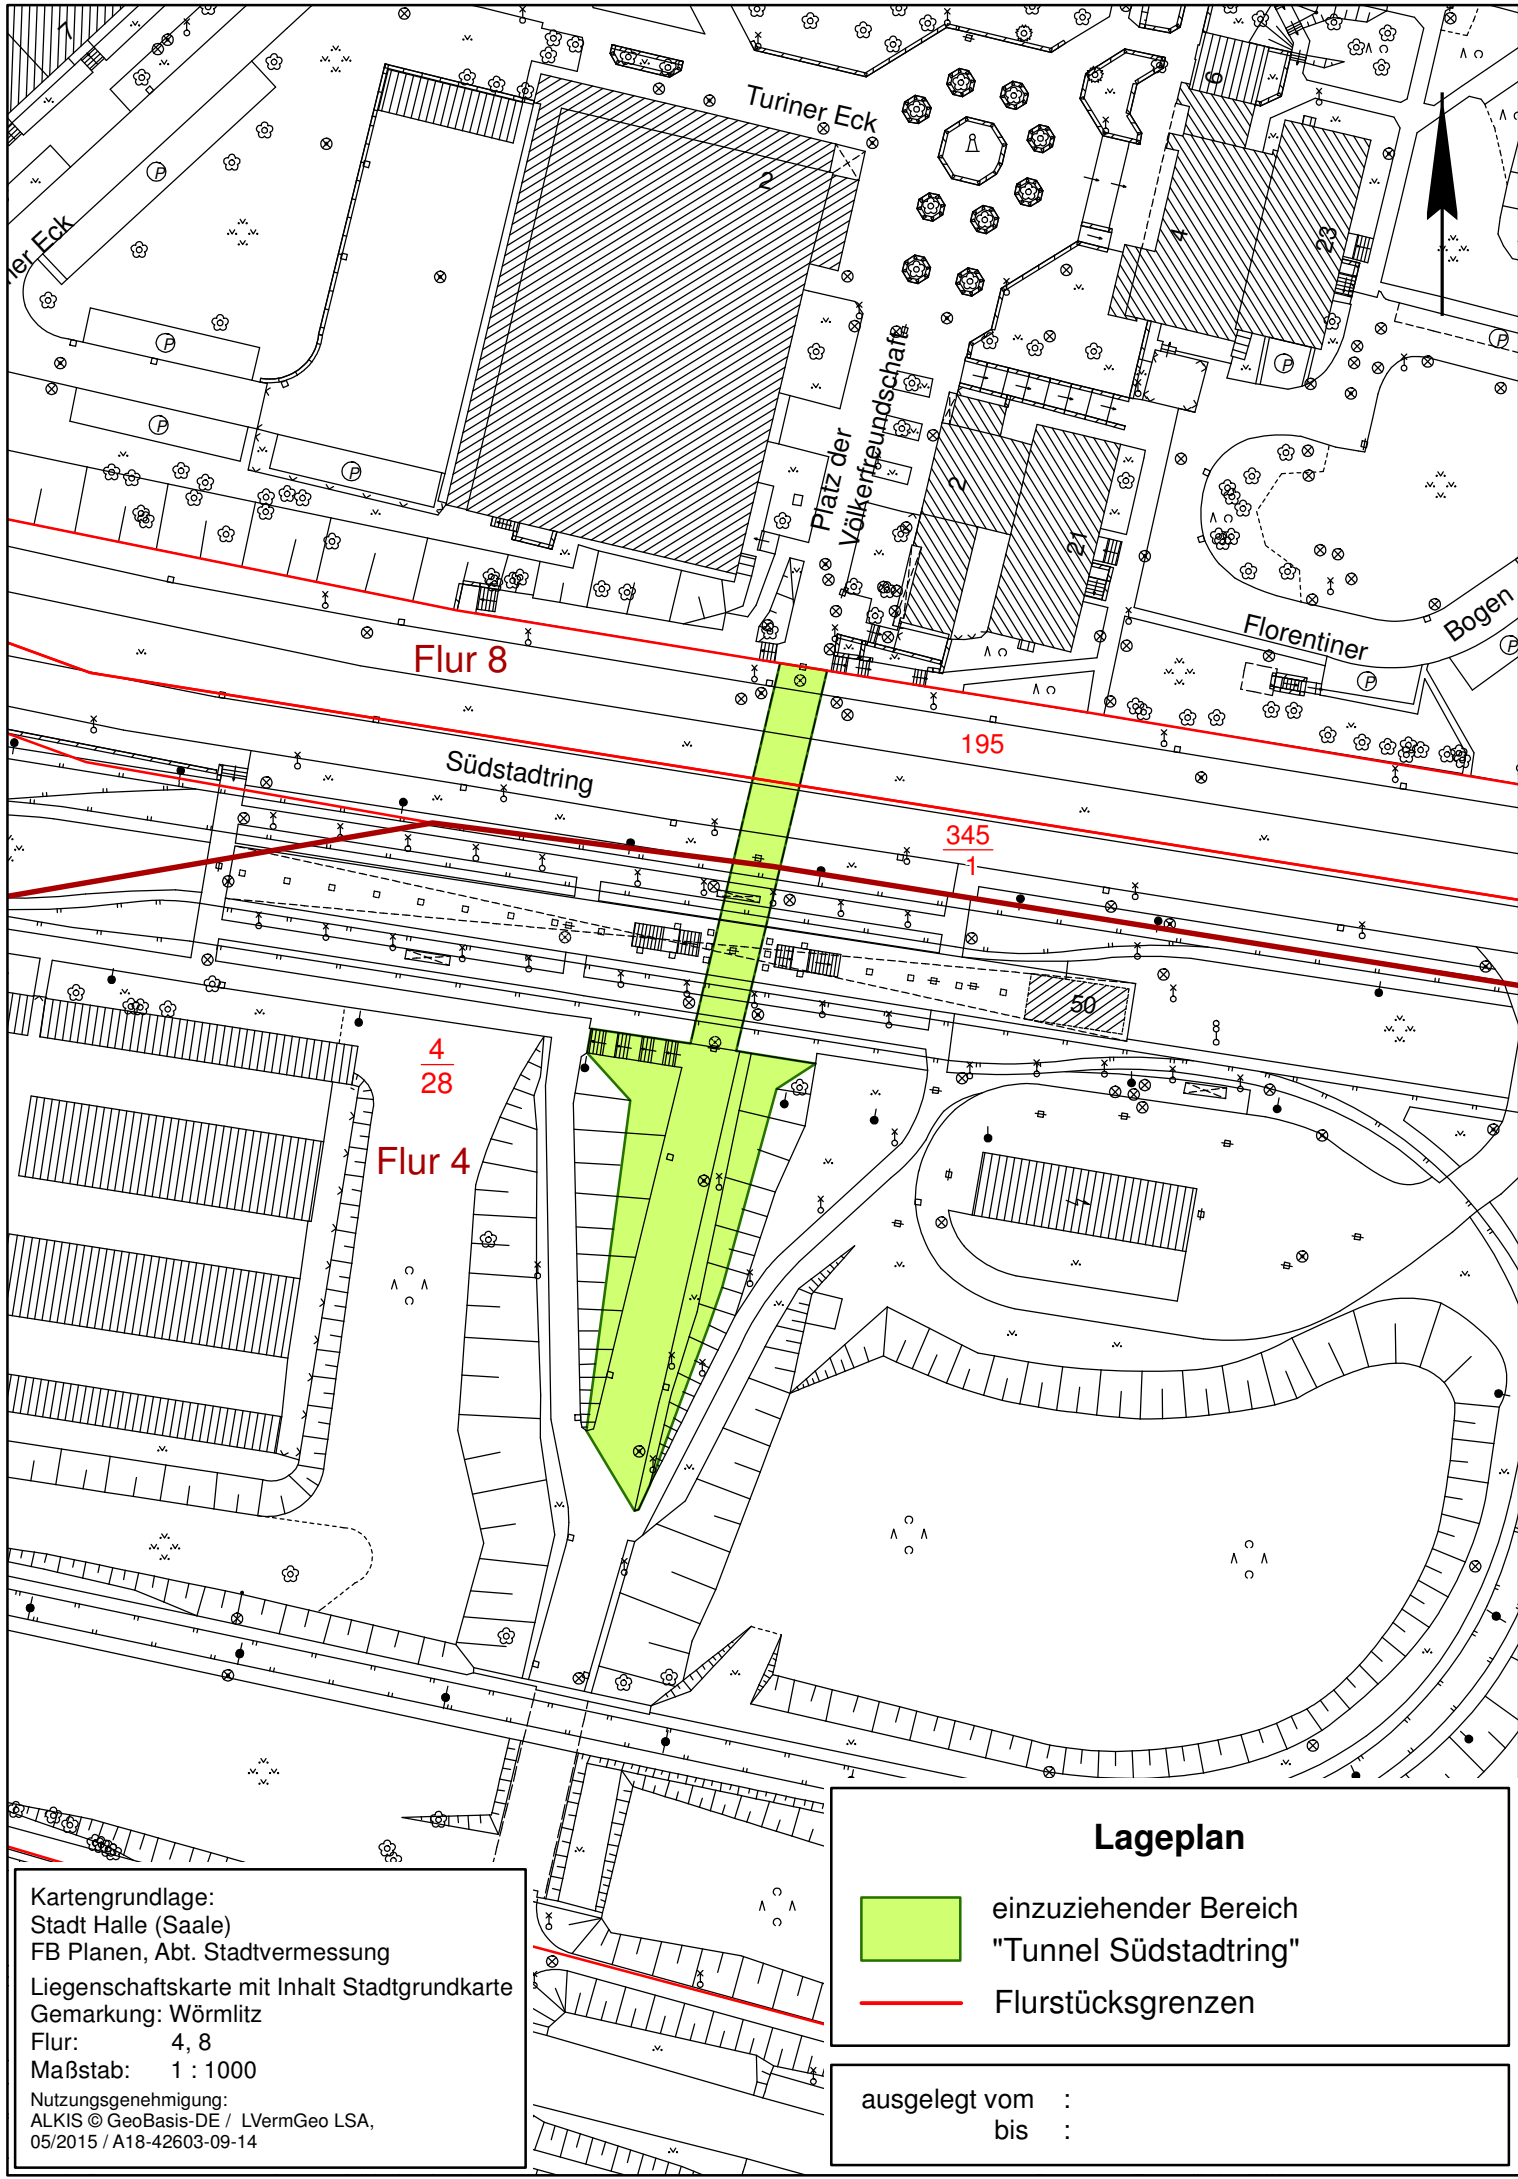 7
Turiner Eck
2
6
4
23
P
ner Eck
P
P
P
P
P
Platz der
Völkerfreundschaft
2
21
Florentiner
Bogen
P
P
Flur 8
195
Südstadtring
345
1
50
4
28
Flur 4
Lageplan
einzuziehender Bereich
"Tunnel Südstadtring"
Flurstücksgrenzen
Kartengrundlage:
Stadt Halle (Saale)
FB Planen, Abt. Stadtvermessung
Liegenschaftskarte mit Inhalt Stadtgrundkarte
Gemarkung: Wörmlitz
Flur: 4, 8
Maßstab: 1 : 1000
Nutzungsgenehmigung:
ALKIS © GeoBasis-DE / LVermGeo LSA,
05/2015 / A18-42603-09-14
ausgelegt vom :
bis :